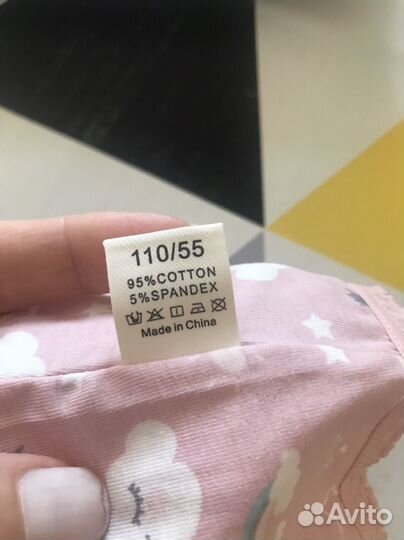 110/55
95%COTTON
5%SPANDEX
Made in China
Avito